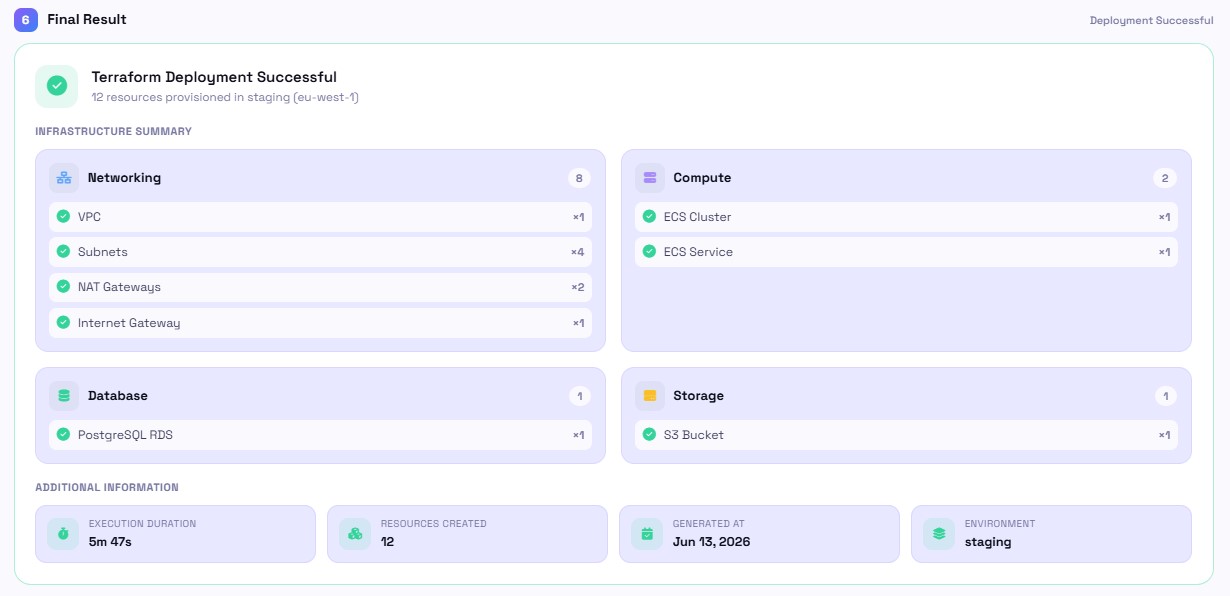 6 Final Result Deployment Successful
Terraform Deployment Successful
12 resources provisioned in staging (eu-west-1)
INFRASTRUCTURE SUMMARY
Networking 8
VPC ×1
Subnets ×4
NAT Gateways ×2
Internet Gateway ×1
Compute 2
ECS Cluster ×1
ECS Service ×1
Database 1
PostgreSQL RDS ×1
Storage 1
S3 Bucket ×1
ADDITIONAL INFORMATION
EXECUTION DURATION
5m 47s
RESOURCES CREATED
12
GENERATED AT
Jun 13, 2026
ENVIRONMENT
staging